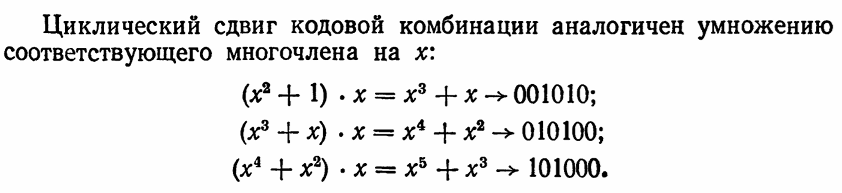 Циклический сдвиг кодовой комбинации аналогичен умножению
соответствующего многочлена на x:
(x² + 1) · x = x³ + x → 001010;
(x³ + x) · x = x⁴ + x² → 010100;
(x⁴ + x²) · x = x⁵ + x³ → 101000.